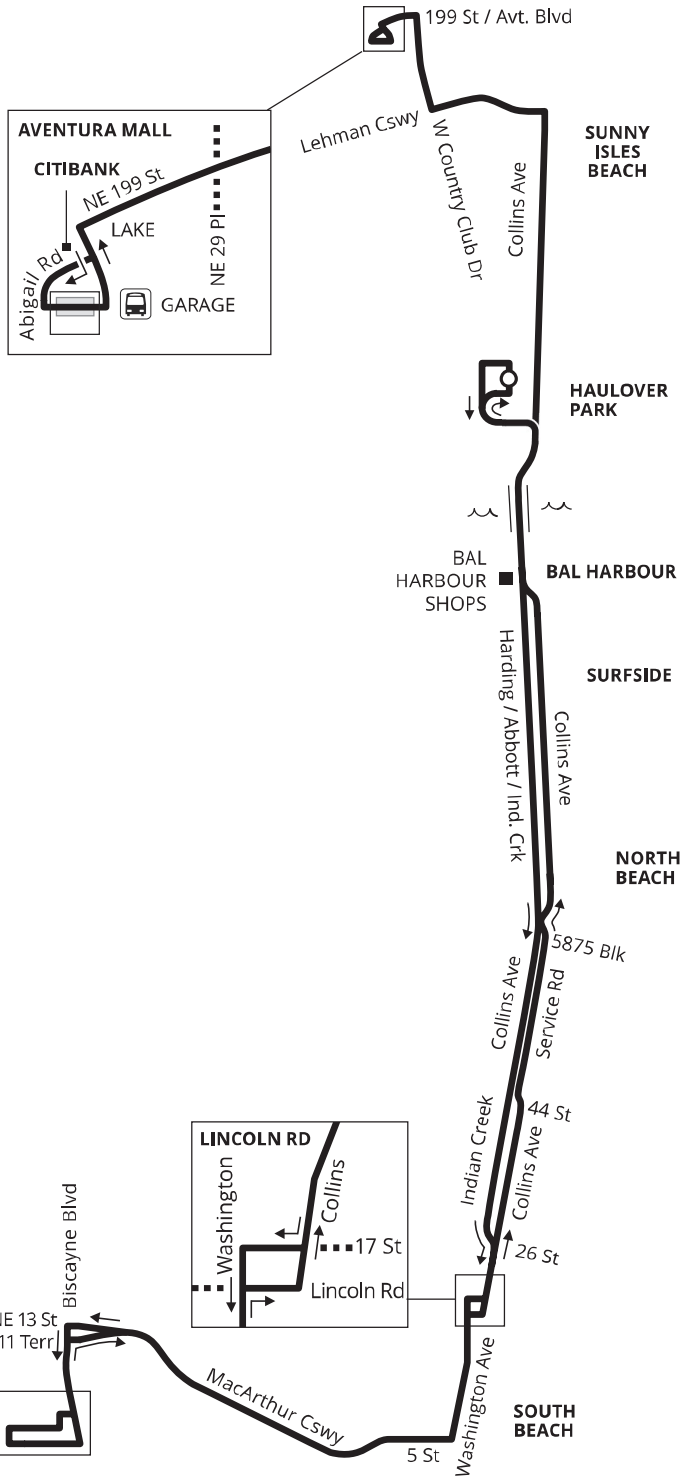 199 St / Avt. Blvd
AVENTURA MALL
CITIBANK
NE 199 St
LAKE
Abigail Rd
NE 29 Pl
GARAGE
Lehman Cswy
W Country Club Dr
Collins Ave
SUNNY
ISLES
BEACH
HAULOVER
PARK
BAL
HARBOUR
SHOPS
BAL HARBOUR
SURFSIDE
Harding / Abbott / Ind. Crk
Collins Ave
NORTH
BEACH
5875 Blk
Collins Ave
Service Rd
44 St
Indian Creek
Collins Ave
26 St
LINCOLN RD
Washington
Collins
17 St
Lincoln Rd
Biscayne Blvd
NE 13 St
11 Terr
MacArthur Cswy
5 St
Washington Ave
SOUTH
BEACH